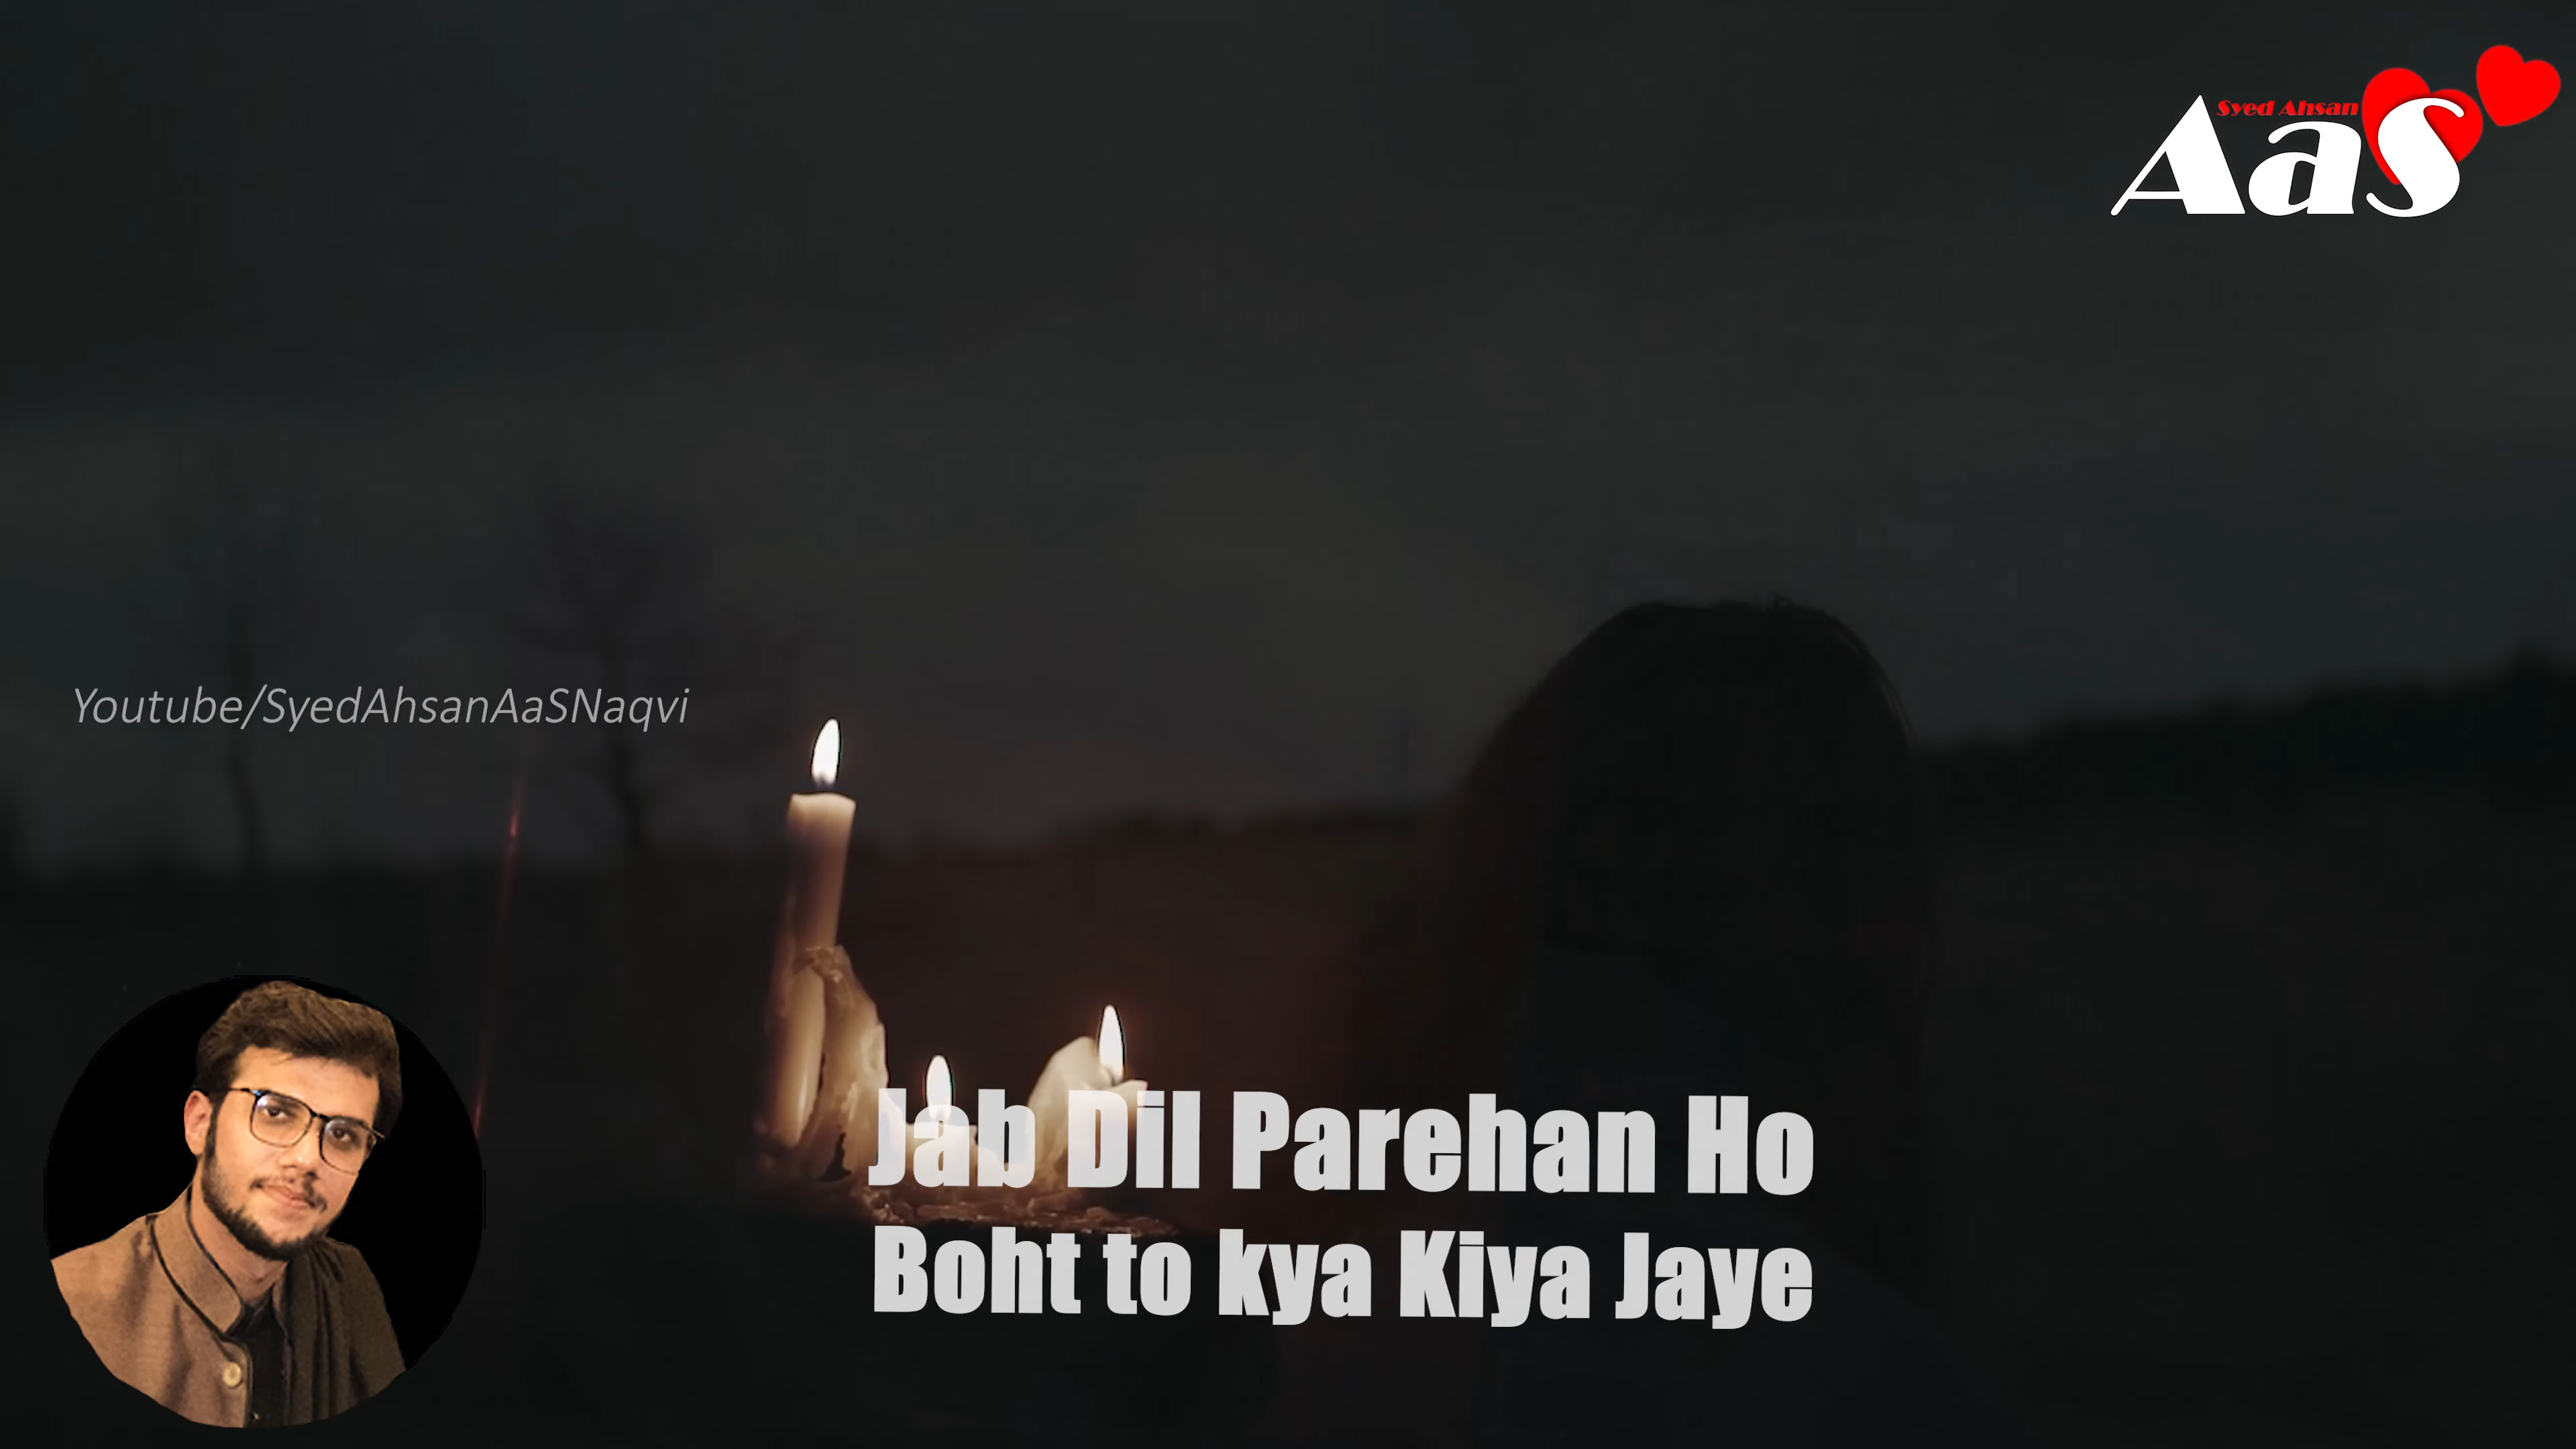 Syed Ahsan
AaS
Youtube/SyedAhsanAaSNaqvi
Jab Dil Parehan Ho
Boht to kya Kiya Jaye